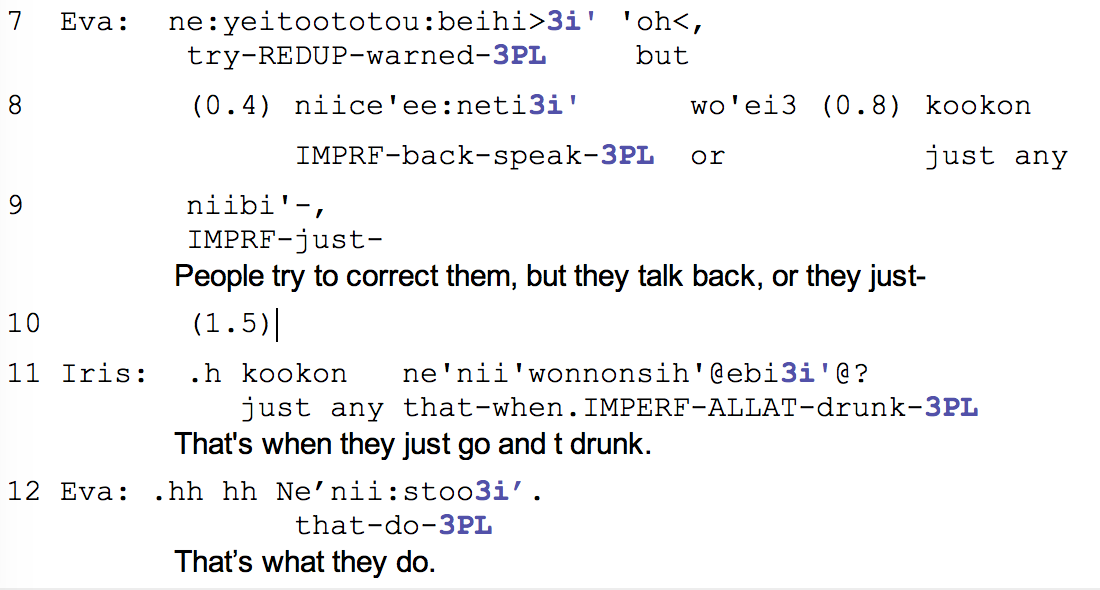 7 Eva: ne:yeitoototou:beihi>3i' 'oh<,
try-REDUP-warned-3PL but
8 (0.4) niice'ee:neti3i' wo'ei3 (0.8) kookon
IMPRF-back-speak-3PL or just any
9 niibi'-,
IMPRF-just-
People try to correct them, but they talk back, or they just-
10 (1.5)
11 Iris: .h kookon ne'nii'wonnonsih'@ebi3i'@?
just any that-when.IMPERF-ALLAT-drunk-3PL
That's when they just go and t drunk.
12 Eva: .hh hh Ne’nii:stoo3i’.
that-do-3PL
That’s what they do.